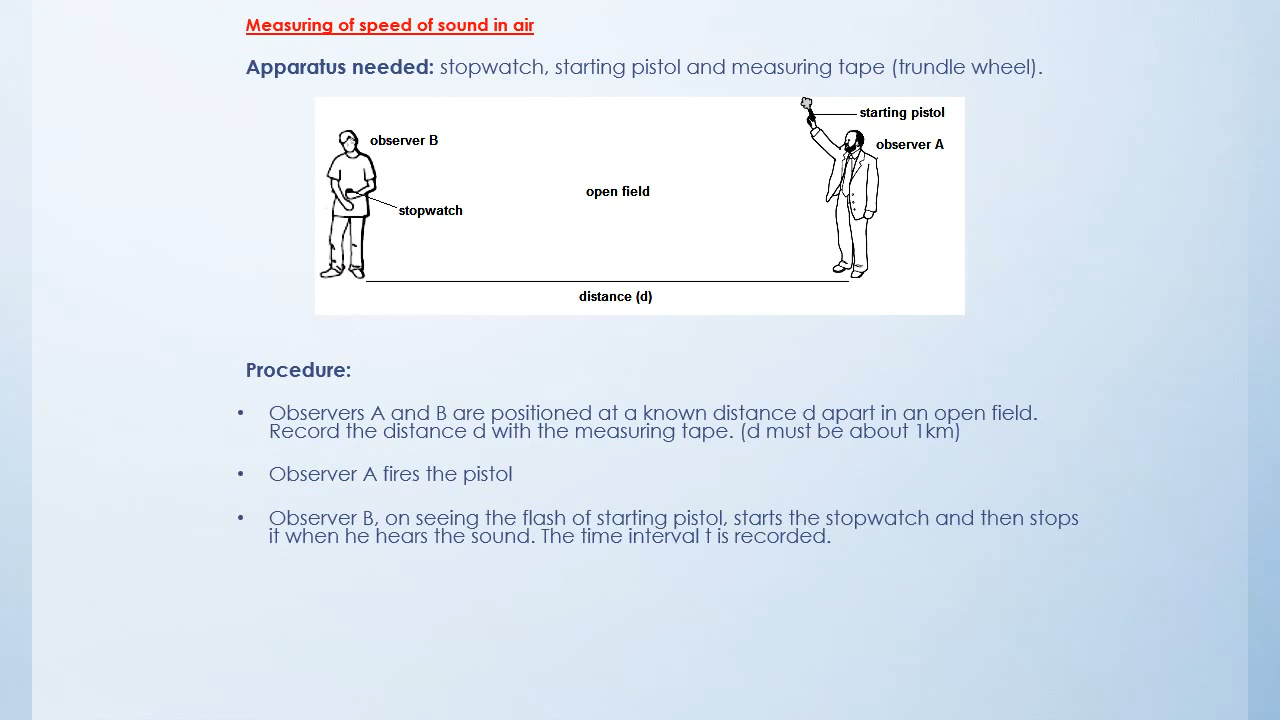 Measuring of speed of sound in air
Apparatus needed: stopwatch, starting pistol and measuring tape (trundle wheel).
starting pistol
observer B
observer A
open field
stopwatch
distance (d)
Procedure:
• Observers A and B are positioned at a known distance d apart in an open field.
Record the distance d with the measuring tape. (d must be about 1km)
• Observer A fires the pistol
• Observer B, on seeing the flash of starting pistol, starts the stopwatch and then stops
it when he hears the sound. The time interval t is recorded.